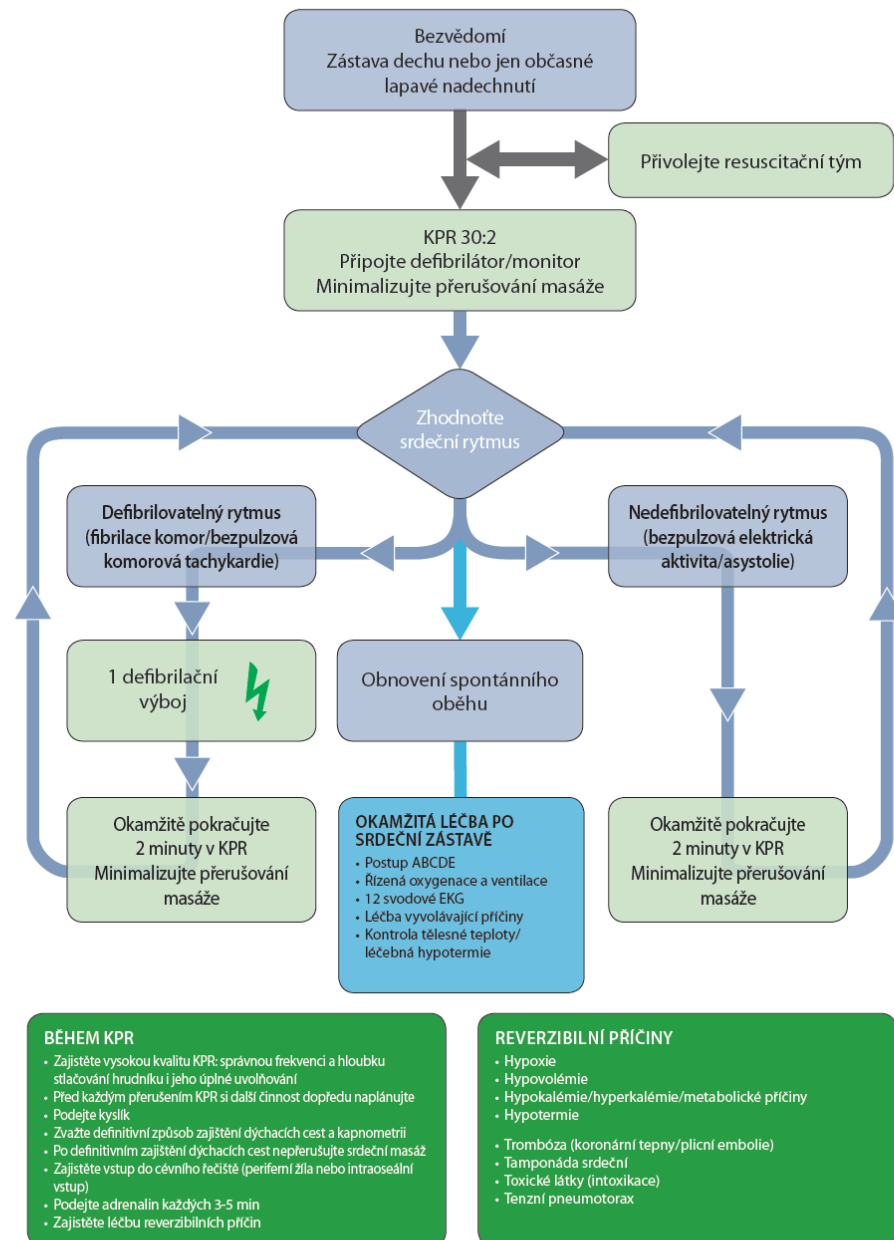 Bezvědomí
Zástava dechu nebo jen občasné
lapavé nadechnutí
Přivolejte resuscitační tým
KPR 30:2
Připojte defibrilátor/monitor
Minimalizujte přerušování masáže
Zhodnoťte
srdeční rytmus
Defibrilovatelný rytmus
(fibrilace komor/bezpulzová
komorová tachykardie)
Nedefibrilovatelný rytmus
(bezpulzová elektrická
aktivita/asystolie)
1 defibrilační
výboj
Obnovení spontánního
oběhu
Okamžitě pokračujte
2 minuty v KPR
Minimalizujte přerušování
masáže
OKAMŽITÁ LÉČBA PO
SRDEČNÍ ZÁSTAVĚ
• Postup ABCDE
• Řízená oxygenace a ventilace
• 12 svodové EKG
• Léčba vyvolávající příčiny
• Kontrola tělesné teploty/
léčebná hypotermie
Okamžitě pokračujte
2 minuty v KPR
Minimalizujte přerušování
masáže
BĚHEM KPR
• Zajistěte vysokou kvalitu KPR: správnou frekvenci a hloubku
stlačování hrudníku i jeho úplné uvolňování
• Před každým přerušením KPR si další činnost dopředu naplánujte
• Podejte kyslík
• Zvažte definitivní způsob zajištění dýchacích cest a kapnometrii
• Po definitivním zajištění dýchacích cest nepřerušujte srdeční masáž
• Zajistěte vstup do cévního řečiště (periferní žíla nebo intraoseální
vstup)
• Podejte adrenalin každých 3-5 min
• Zajistěte léčbu reverzibilních příčin
REVERZIBILNÍ PŘÍČINY
• Hypoxie
• Hypovolémie
• Hypokalémie/hyperkalémie/metabolické příčiny
• Hypotermie
• Trombóza (koronární tepny/plicní embolie)
• Tamponáda srdeční
• Toxické látky (intoxikace)
• Tenzní pneumotorax